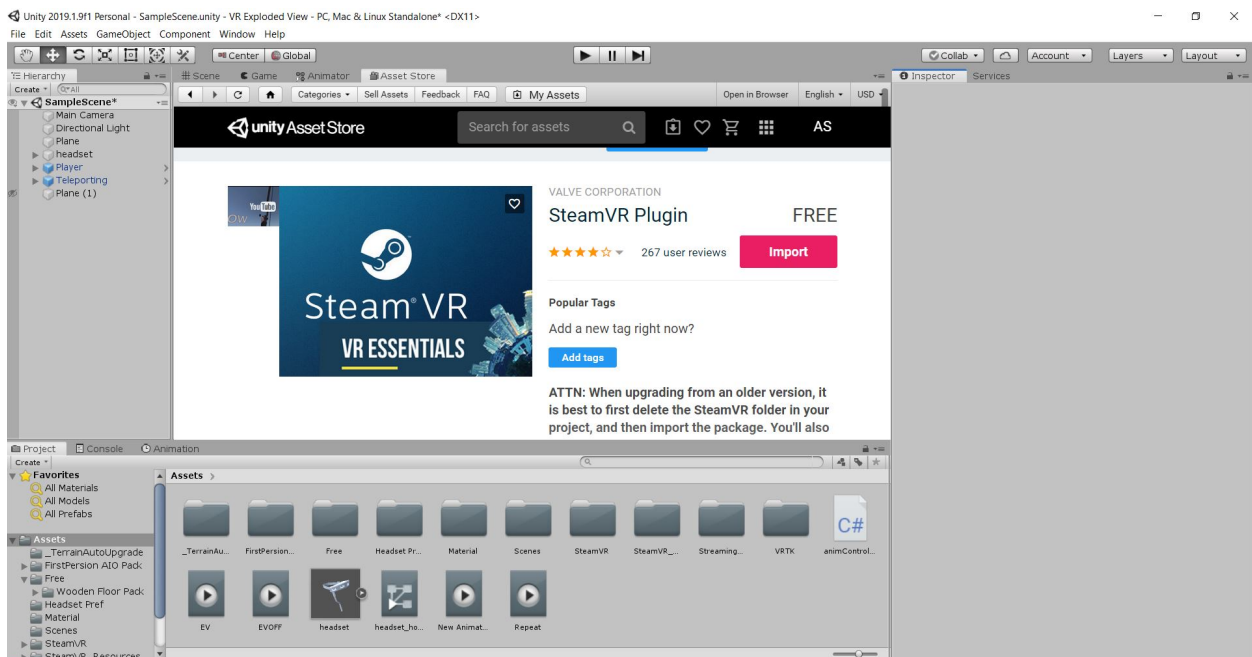 Unity 2019.1.9f1 Personal - SampleScene.unity - VR Exploded View - PC, Mac & Linux Standalone* <DX11>
File Edit Assets GameObject Component Window Help
Center Global Collab Account Layers Layout
Hierarchy Scene Game Animator Asset Store Inspector Services
Create All Categories Sell Assets Feedback FAQ My Assets Open in Browser English USD
SampleScene*
Main Camera
Directional Light
Plane
headset
Player
Teleporting
Plane (1)
unity Asset Store Search for assets AS
You Tube
Steam®VR
VR ESSENTIALS
VALVE CORPORATION
SteamVR Plugin FREE
267 user reviews Import
Popular Tags
Add a new tag right now?
Add tags
ATTN: When upgrading from an older version, it
is best to first delete the SteamVR folder in your
project, and then import the package. You'll also
Project Console Animation
Create
Favorites
All Materials
All Models
All Prefabs
Assets
_TerrainAutoUpgrade
FirstPersion AIO Pack
Free
Wooden Floor Pack
Headset Pref
Material
Scenes
SteamVR
SteamVR_Resources
Assets
C#
_TerrainAu... FirstPersion... Free Headset Pr... Material Scenes SteamVR SteamVR_... Streaming... VRTK animControl...
EV EVOFF headset headset_ho... New Animat... Repeat